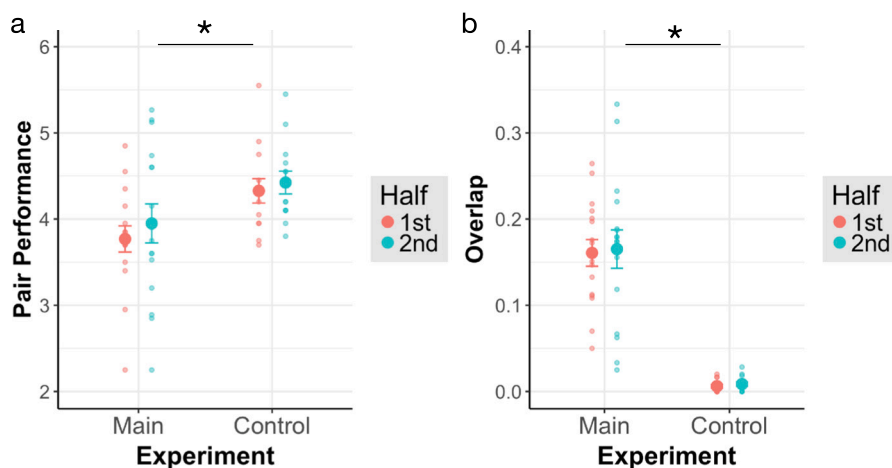 a
*
6
5
4
3
2
Pair Performance
Main
Control
Experiment
Half
1st
2nd
b
*
0.4
0.3
0.2
0.1
0.0
Overlap
Main
Control
Experiment
Half
1st
2nd